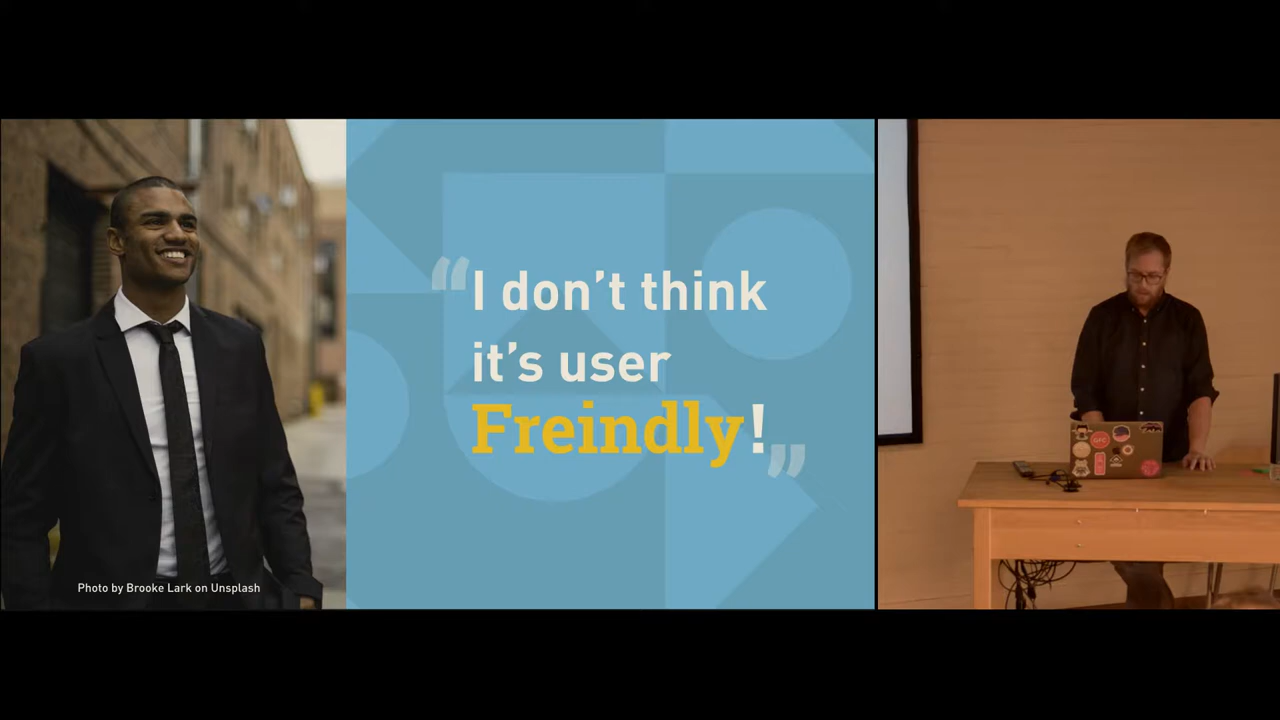 “I don’t think
it’s user
Freindly!”
Photo by Brooke Lark on Unsplash